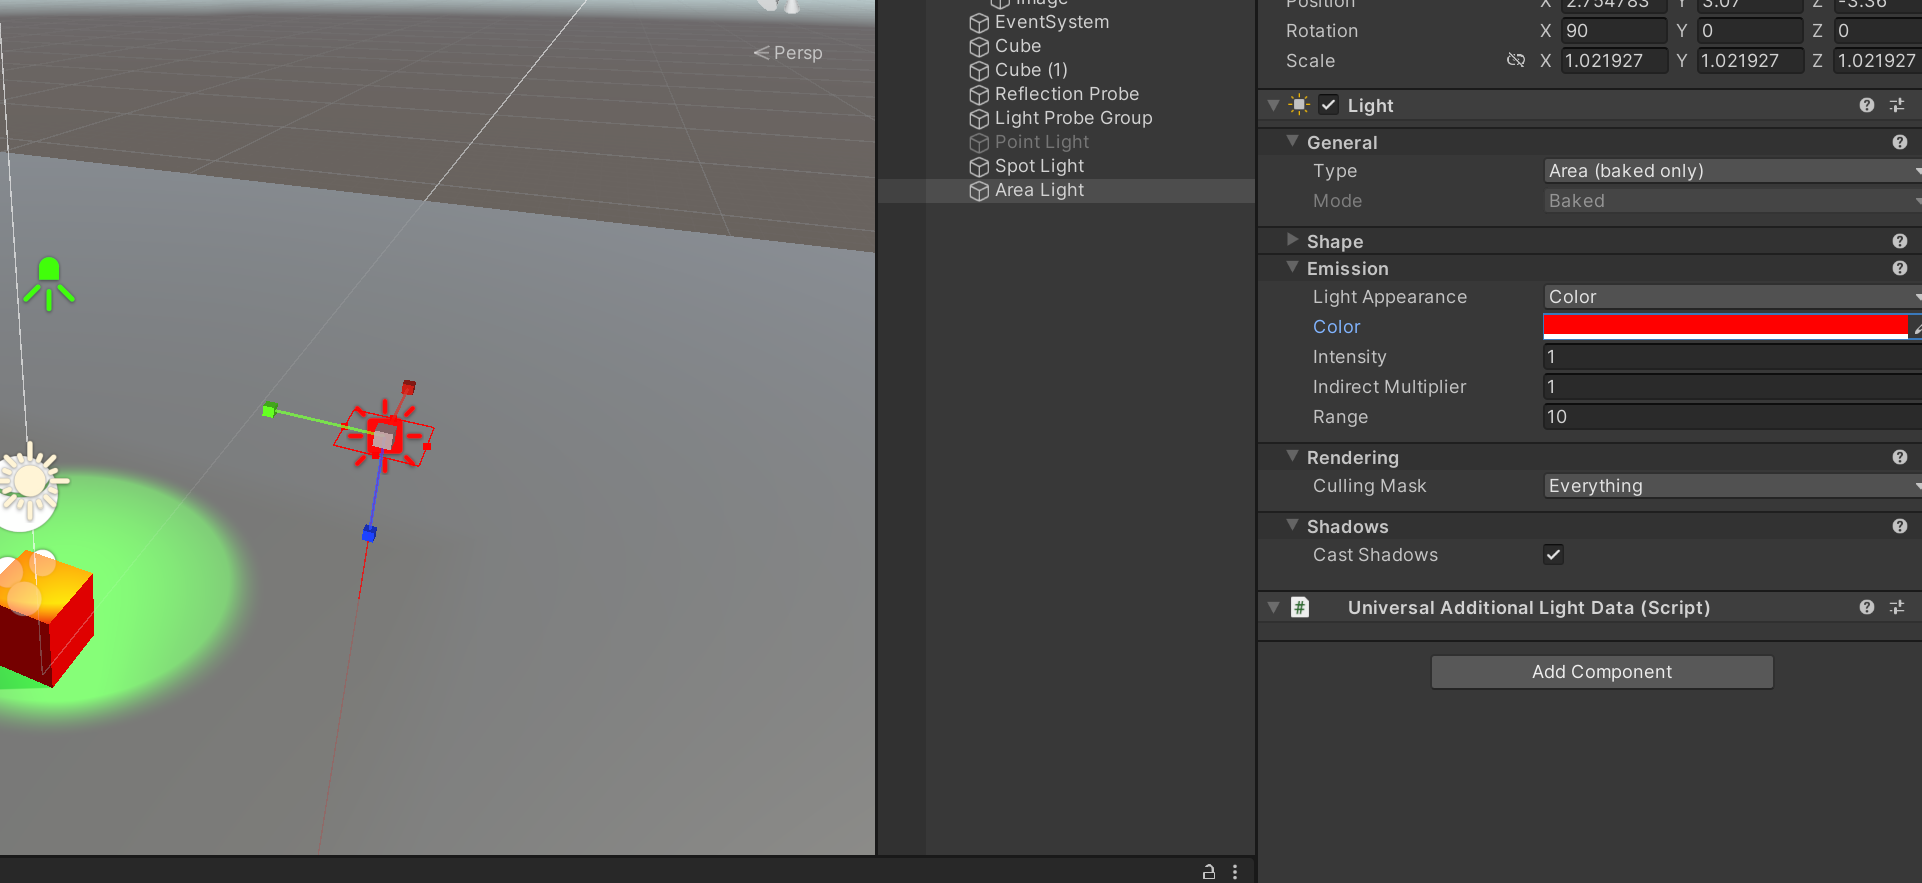 Persp
Image
EventSystem
Cube
Cube (1)
Reflection Probe
Light Probe Group
Point Light
Spot Light
Area Light
Position X 2.754783 Y 3.07 Z -3.36
Rotation X 90 Y 0 Z 0
Scale X 1.021927 Y 1.021927 Z 1.021927
Light
General
Type Area (baked only)
Mode Baked
Shape
Emission
Light Appearance Color
Color
Intensity 1
Indirect Multiplier 1
Range 10
Rendering
Culling Mask Everything
Shadows
Cast Shadows
# Universal Additional Light Data (Script)
Add Component